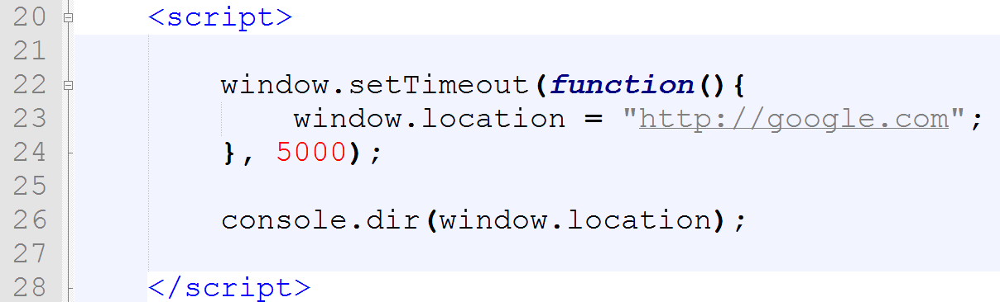 20 <script>
21
22 window.setTimeout(function(){
23 window.location = "http://google.com";
24 }, 5000);
25
26 console.dir(window.location);
27
28 </script>